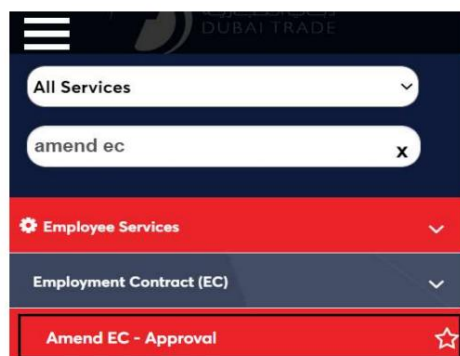 DUBAI TRADE
All Services
amend ec
x
Employee Services
Employment Contract (EC)
Amend EC - Approval